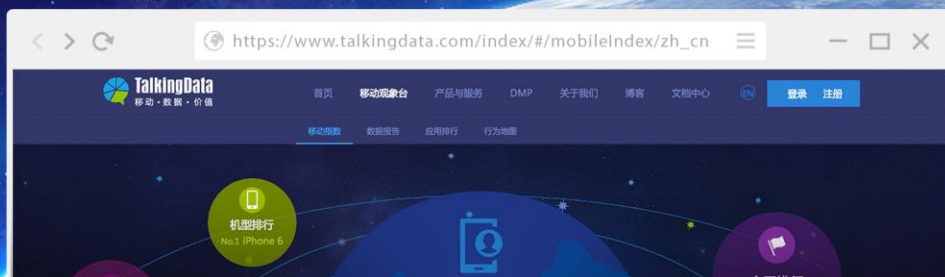 https://www.talkingdata.com/index/#/mobileIndex/zh_cn
TalkingData
移动·数据·价值
首页 移动观象台 产品与服务 DMP 关于我们 博客 文档中心 EN 登录 注册
移动指数 数据报告 应用排行 行为地图
机型排行
No.1 iPhone 6